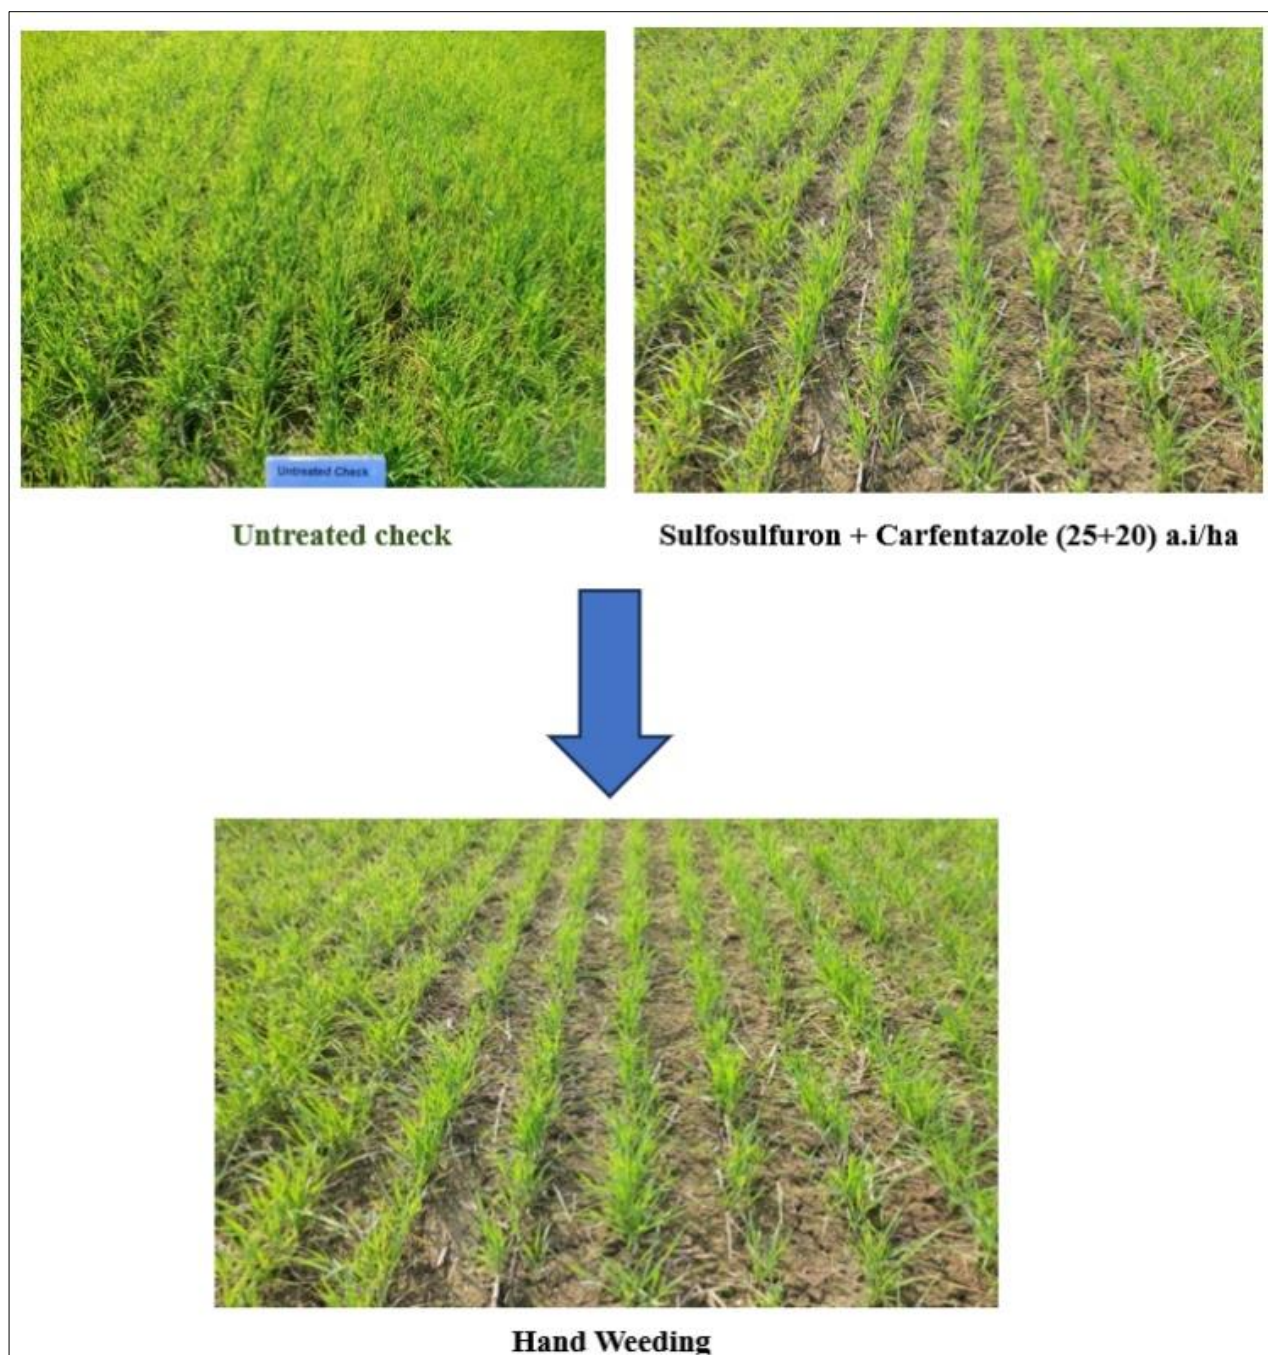 Untreated Check
Untreated check
Sulfosulfuron + Carfentazole (25+20) a.i/ha
Hand Weeding